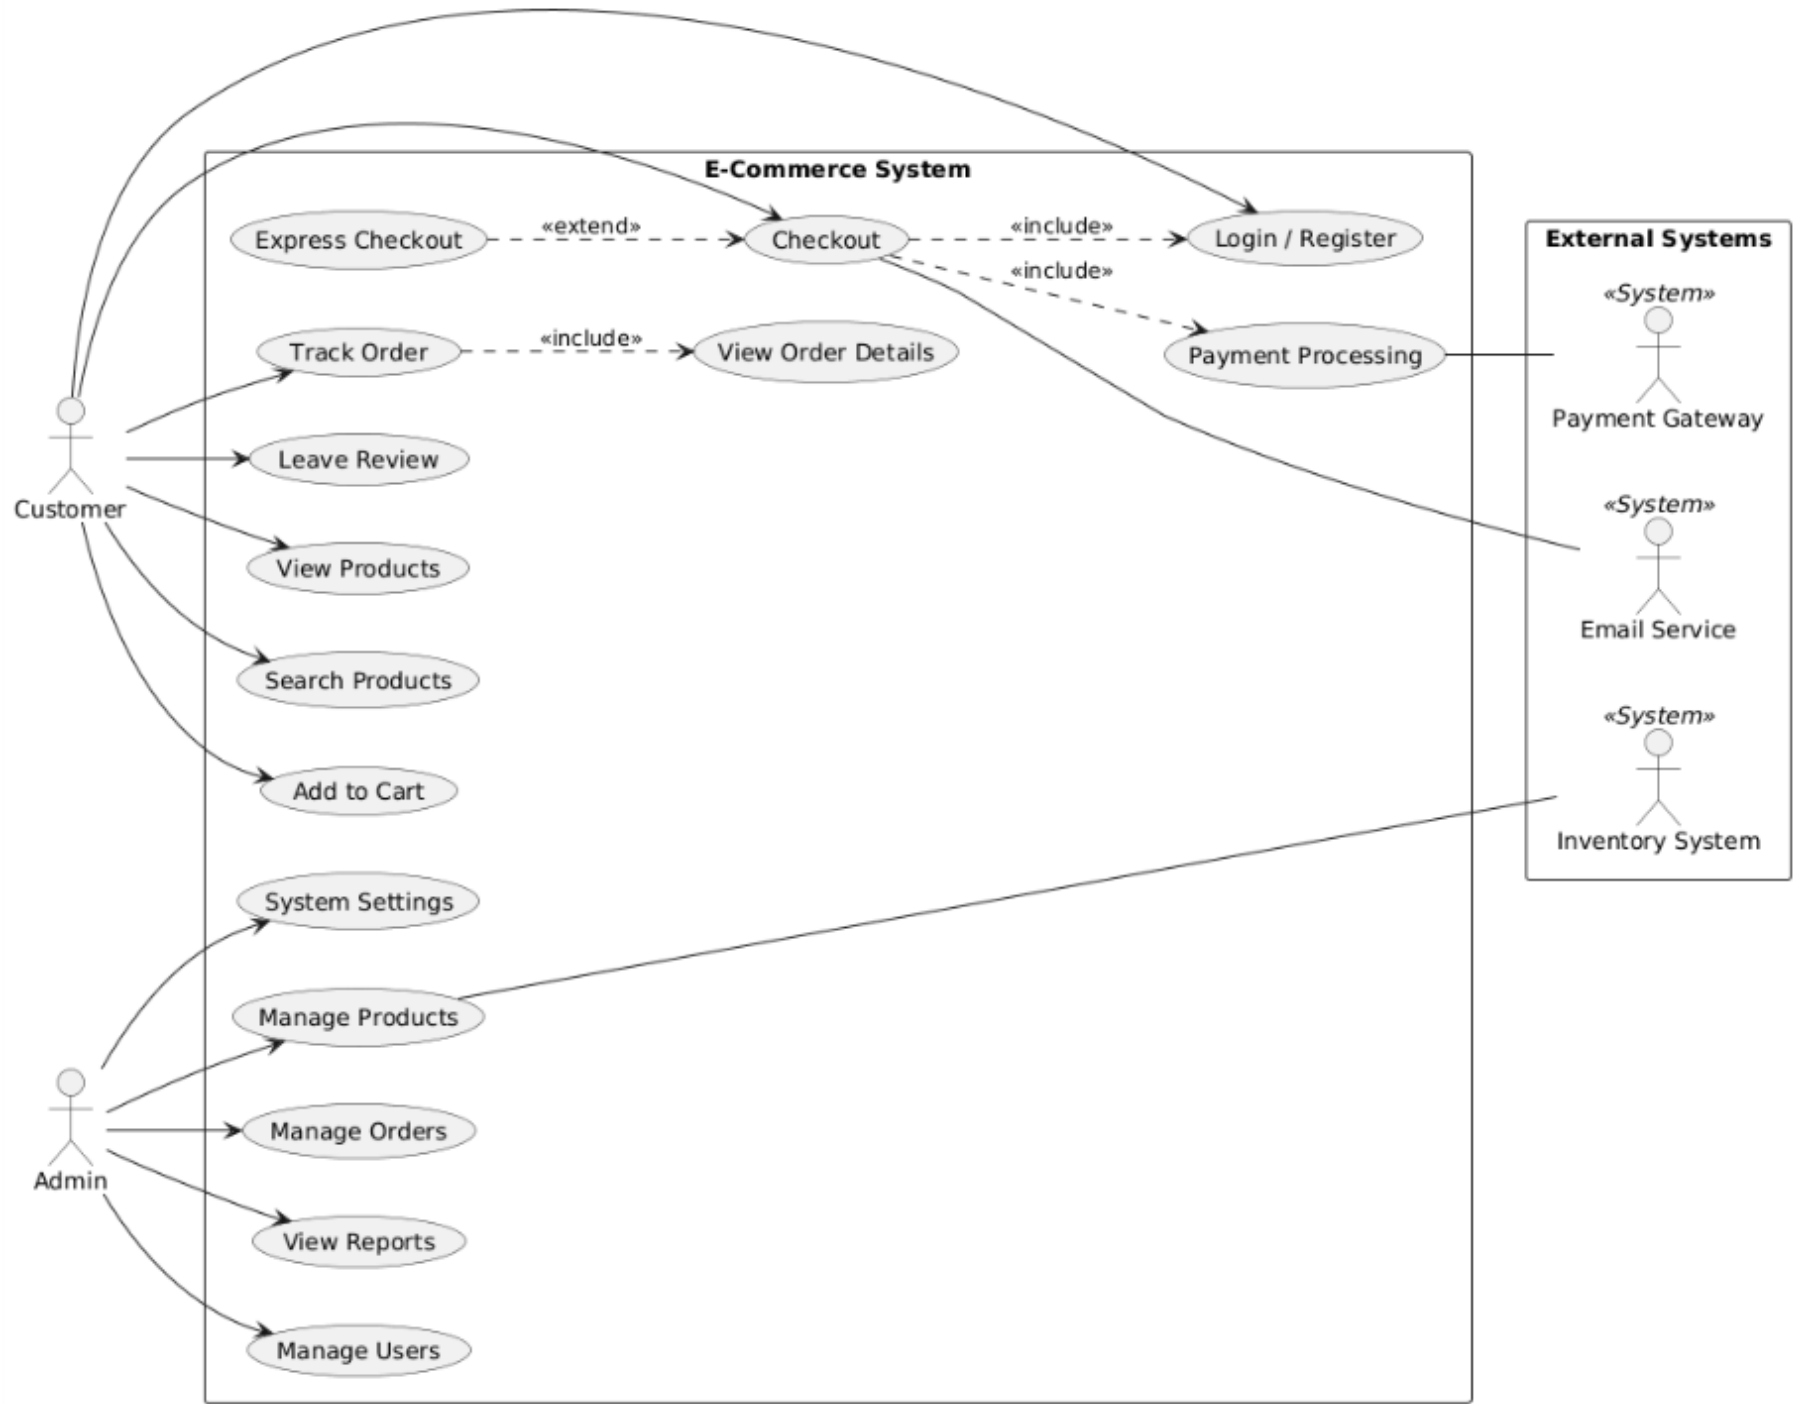 E-Commerce System
Express Checkout
«extend»
Checkout
«include»
Login / Register
«include»
Track Order
«include»
View Order Details
Payment Processing
Leave Review
View Products
Search Products
Add to Cart
System Settings
Manage Products
Manage Orders
View Reports
Manage Users
Customer
Admin
External Systems
«System»
Payment Gateway
«System»
Email Service
«System»
Inventory System